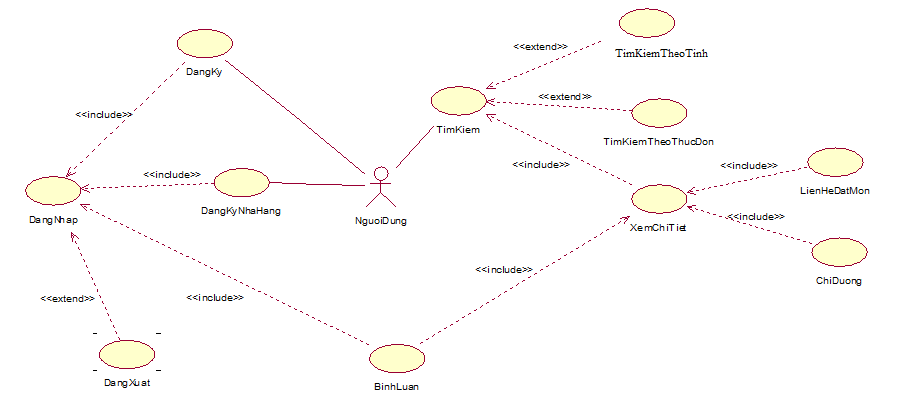 <<extend>>
TimKiemTheoTinh
DangKy
<<extend>>
<<include>>
TimKiem
TimKiemTheoThucDon
<<include>>
<<include>>
<<include>>
LienHeDatMon
DangKyNhaHang
NguoiDung
DangNhap
<<include>>
XemChiTiet
<<include>>
ChiDuong
<<extend>>
<<include>>
DangXuat
BinhLuan